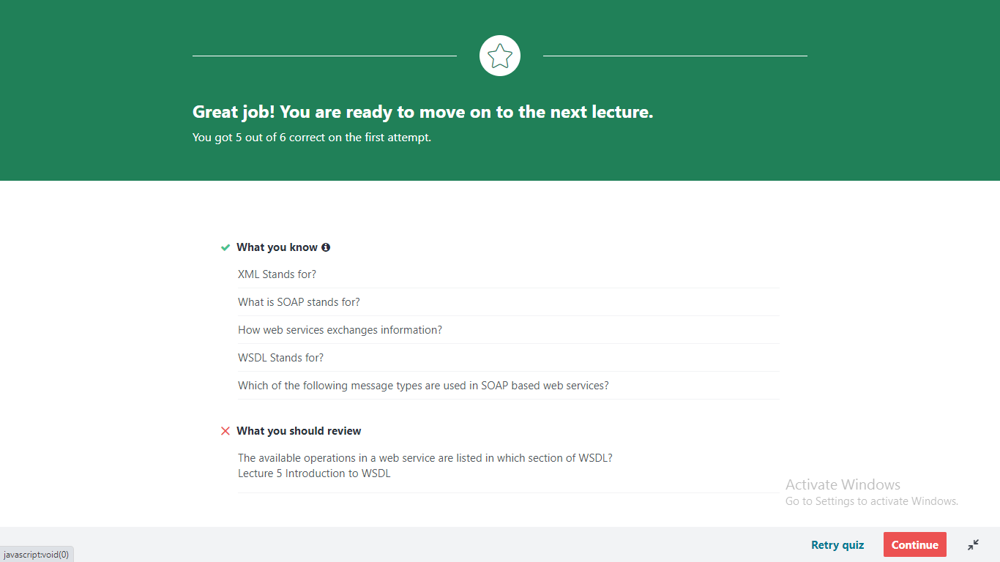 Great job! You are ready to move on to the next lecture.
You got 5 out of 6 correct on the first attempt.
What you know
XML Stands for?
What is SOAP stands for?
How web services exchanges information?
WSDL Stands for?
Which of the following message types are used in SOAP based web services?
What you should review
The available operations in a web service are listed in which section of WSDL?
Lecture 5 Introduction to WSDL
Activate Windows
Go to Settings to activate Windows.
Retry quiz
Continue
javascript:void(0)